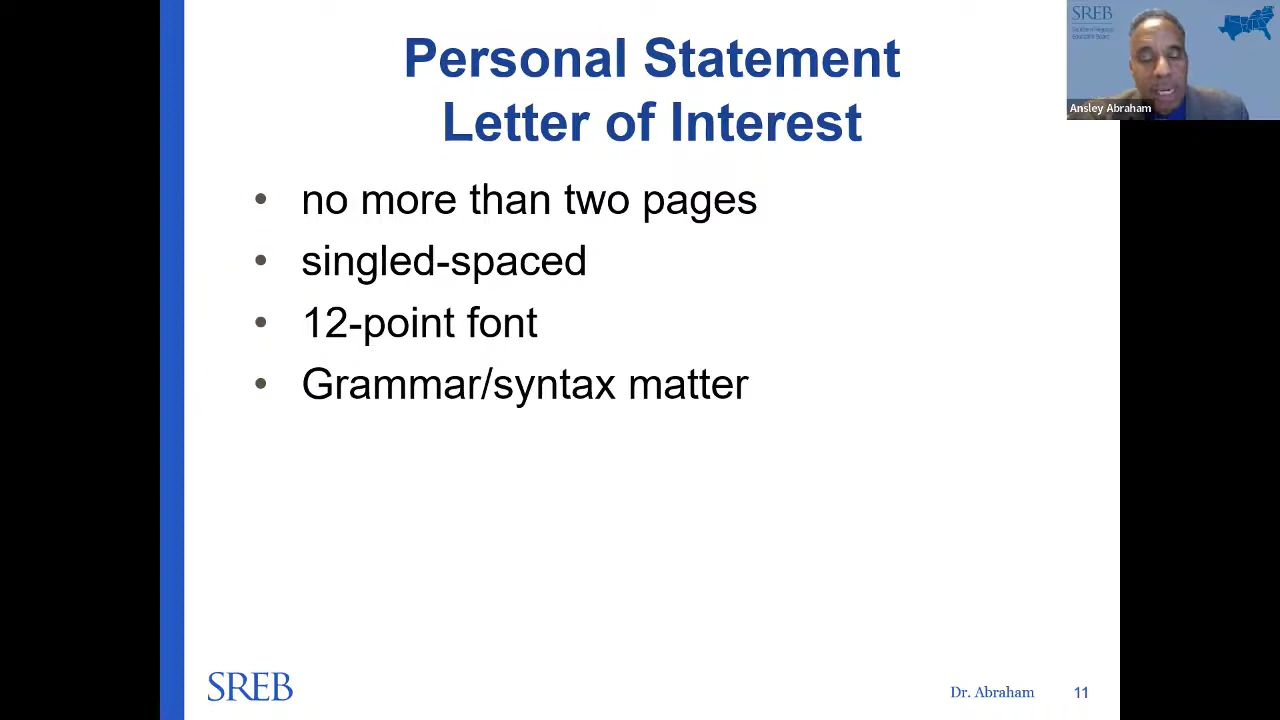 Personal Statement
Letter of Interest
SREB
Ansley Abraham
• no more than two pages
• singled-spaced
• 12-point font
• Grammar/syntax matter
SREB
Dr. Abraham
11